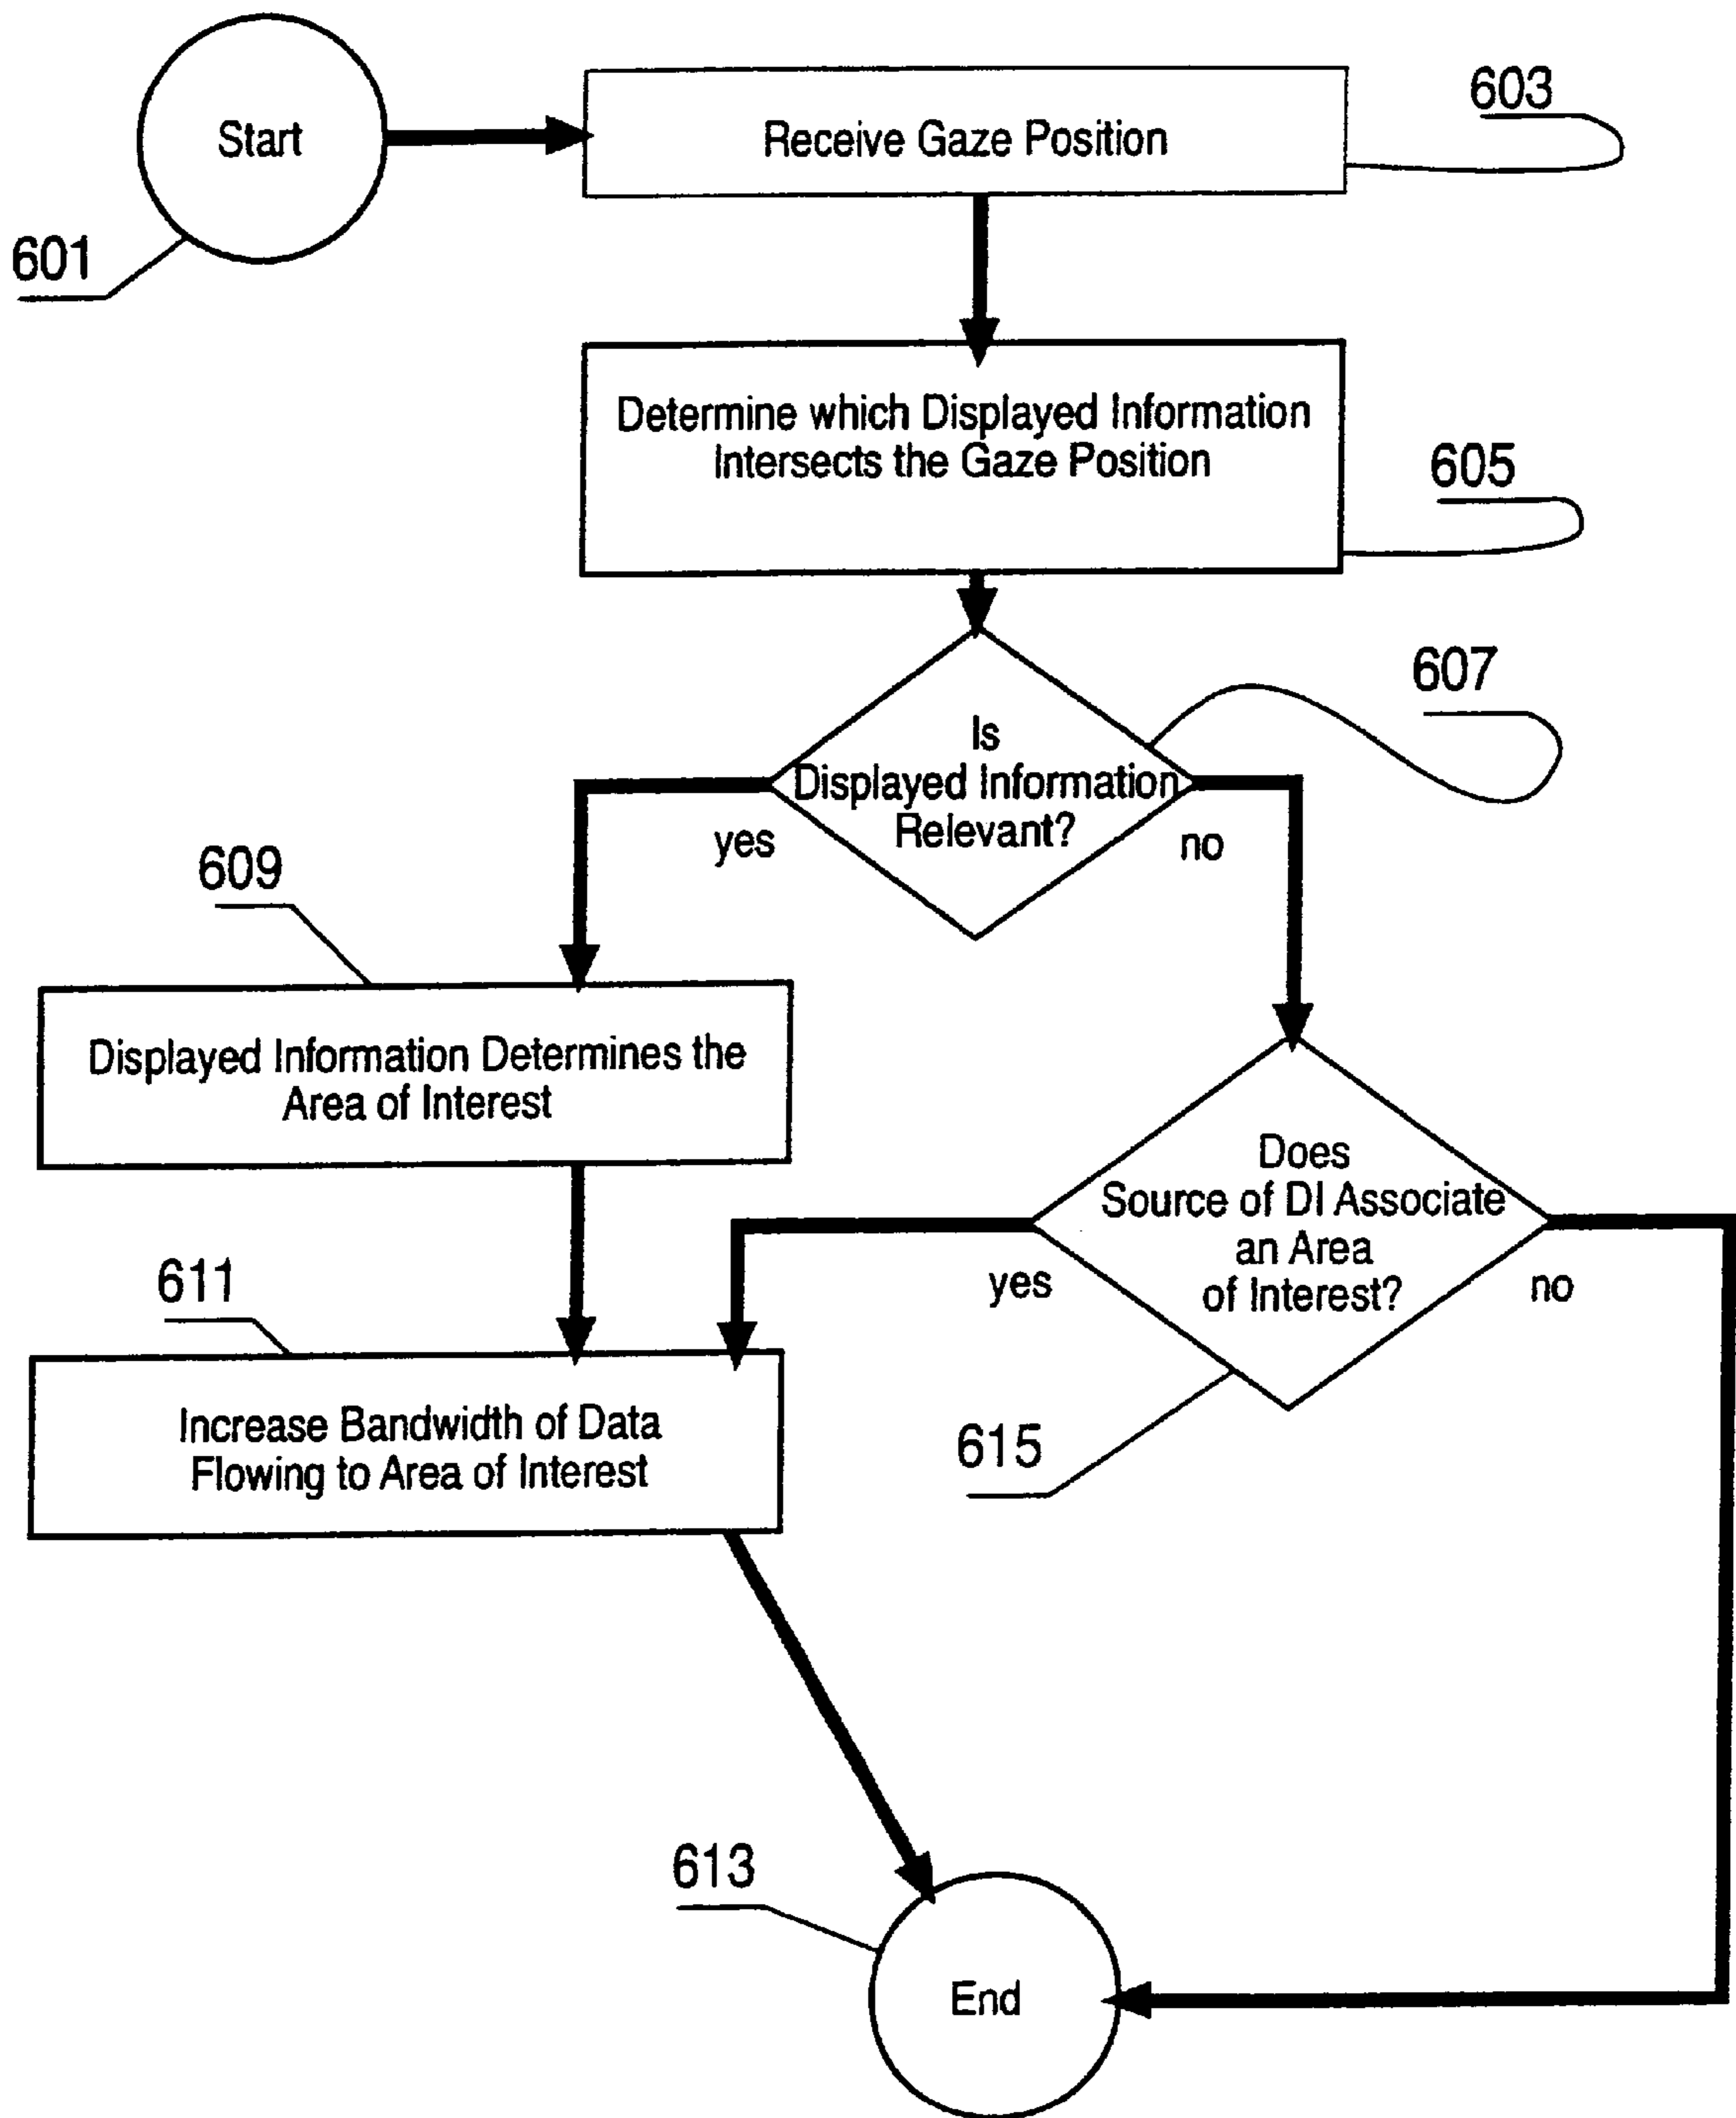 Start
601
Receive Gaze Position
603
Determine which Displayed Information
Intersects the Gaze Position
605
Is
Displayed Information
Relevant?
607
yes
no
609
Displayed Information Determines the
Area of Interest
Does
Source of DI Associate
an Area
of Interest?
yes
no
615
611
Increase Bandwidth of Data
Flowing to Area of Interest
613
End